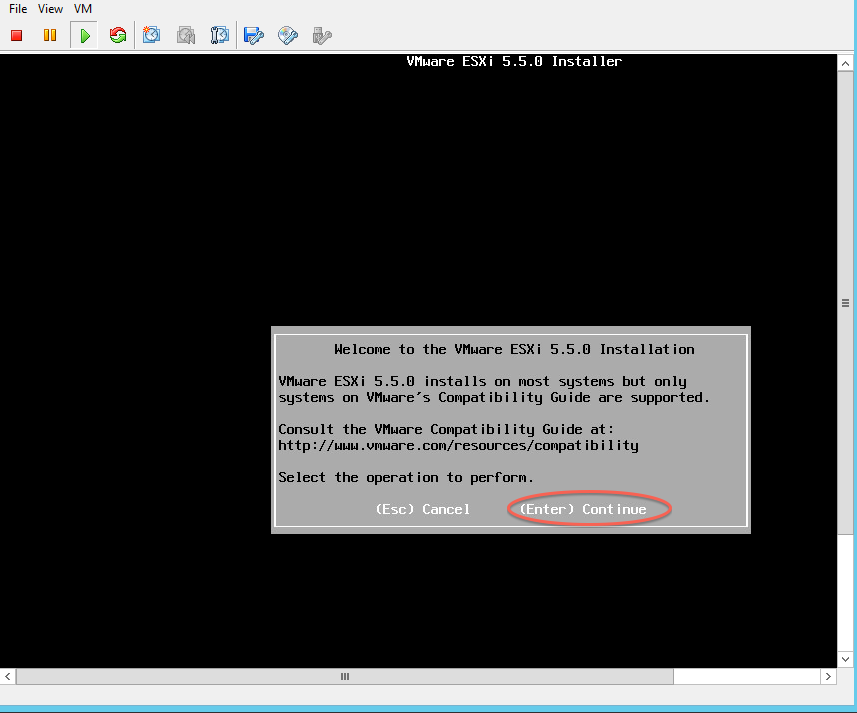 File View VM
VMware ESXi 5.5.0 Installer
Welcome to the VMware ESXi 5.5.0 Installation
VMware ESXi 5.5.0 installs on most systems but only
systems on VMware's Compatibility Guide are supported.
Consult the VMware Compatibility Guide at:
http://www.vmware.com/resources/compatibility
Select the operation to perform.
(Esc) Cancel (Enter) Continue